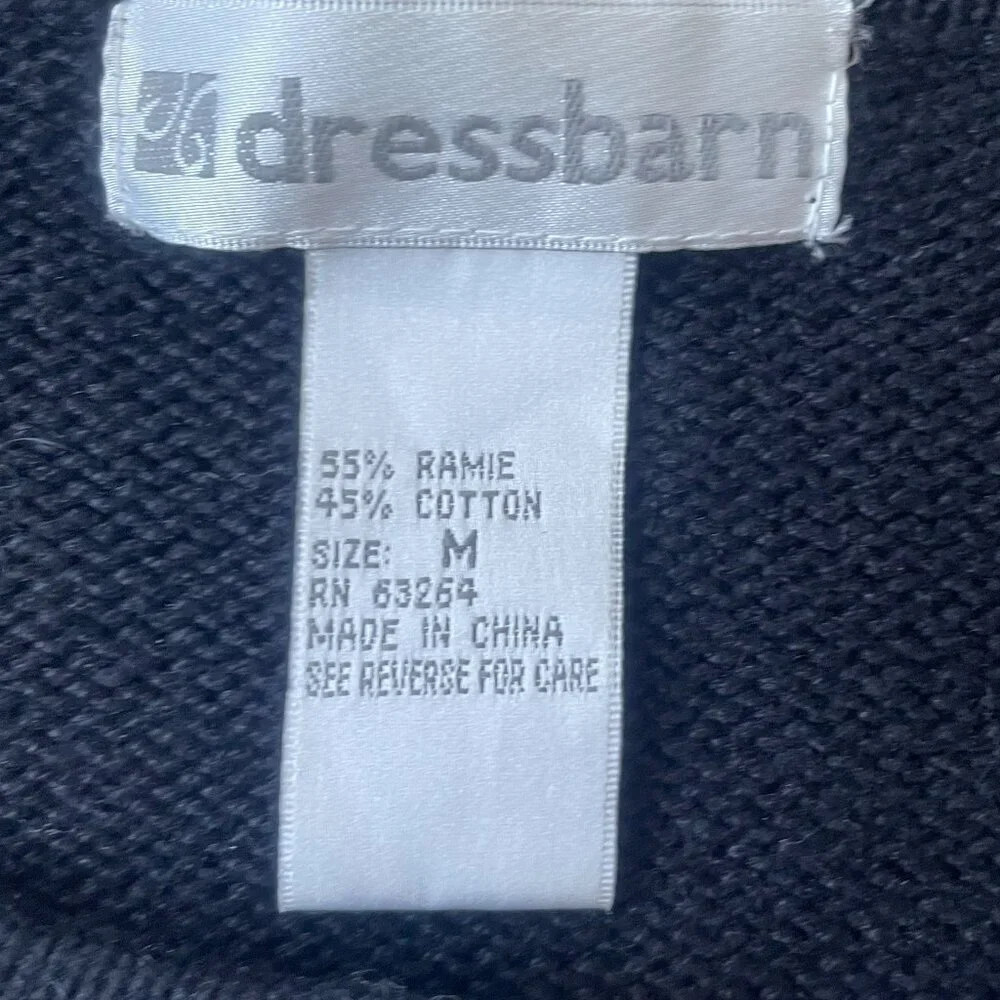 dressbarn
55% RAMIE
45% COTTON
SIZE: M
RN 63264
MADE IN CHINA
SEE REVERSE FOR CARE